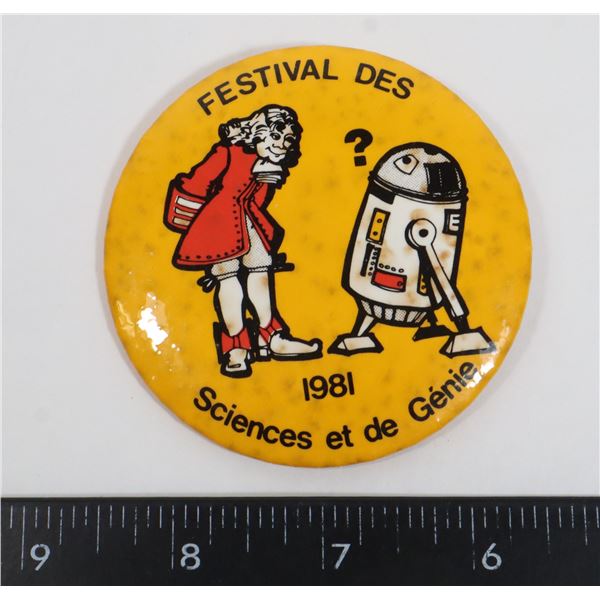 FESTIVAL DES
?
E
1981
Sciences et de Génie
9 8 7 6